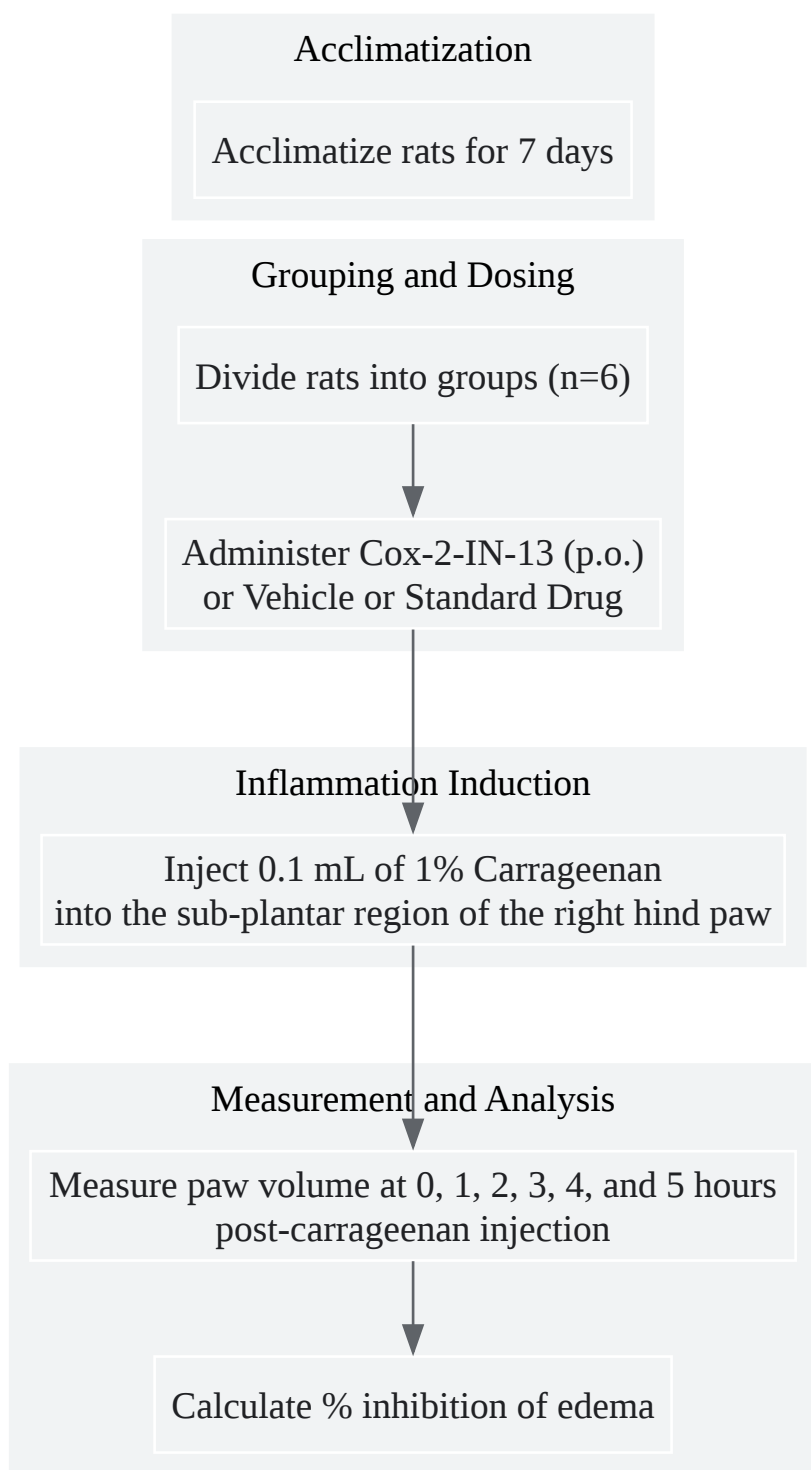 Acclimatization
Acclimatize rats for 7 days
Grouping and Dosing
Divide rats into groups (n=6)
Administer Cox-2-IN-13 (p.o.)
or Vehicle or Standard Drug
Inflammation Induction
Inject 0.1 mL of 1% Carrageenan
into the sub-plantar region of the right hind paw
Measurement and Analysis
Measure paw volume at 0, 1, 2, 3, 4, and 5 hours
post-carrageenan injection
Calculate % inhibition of edema